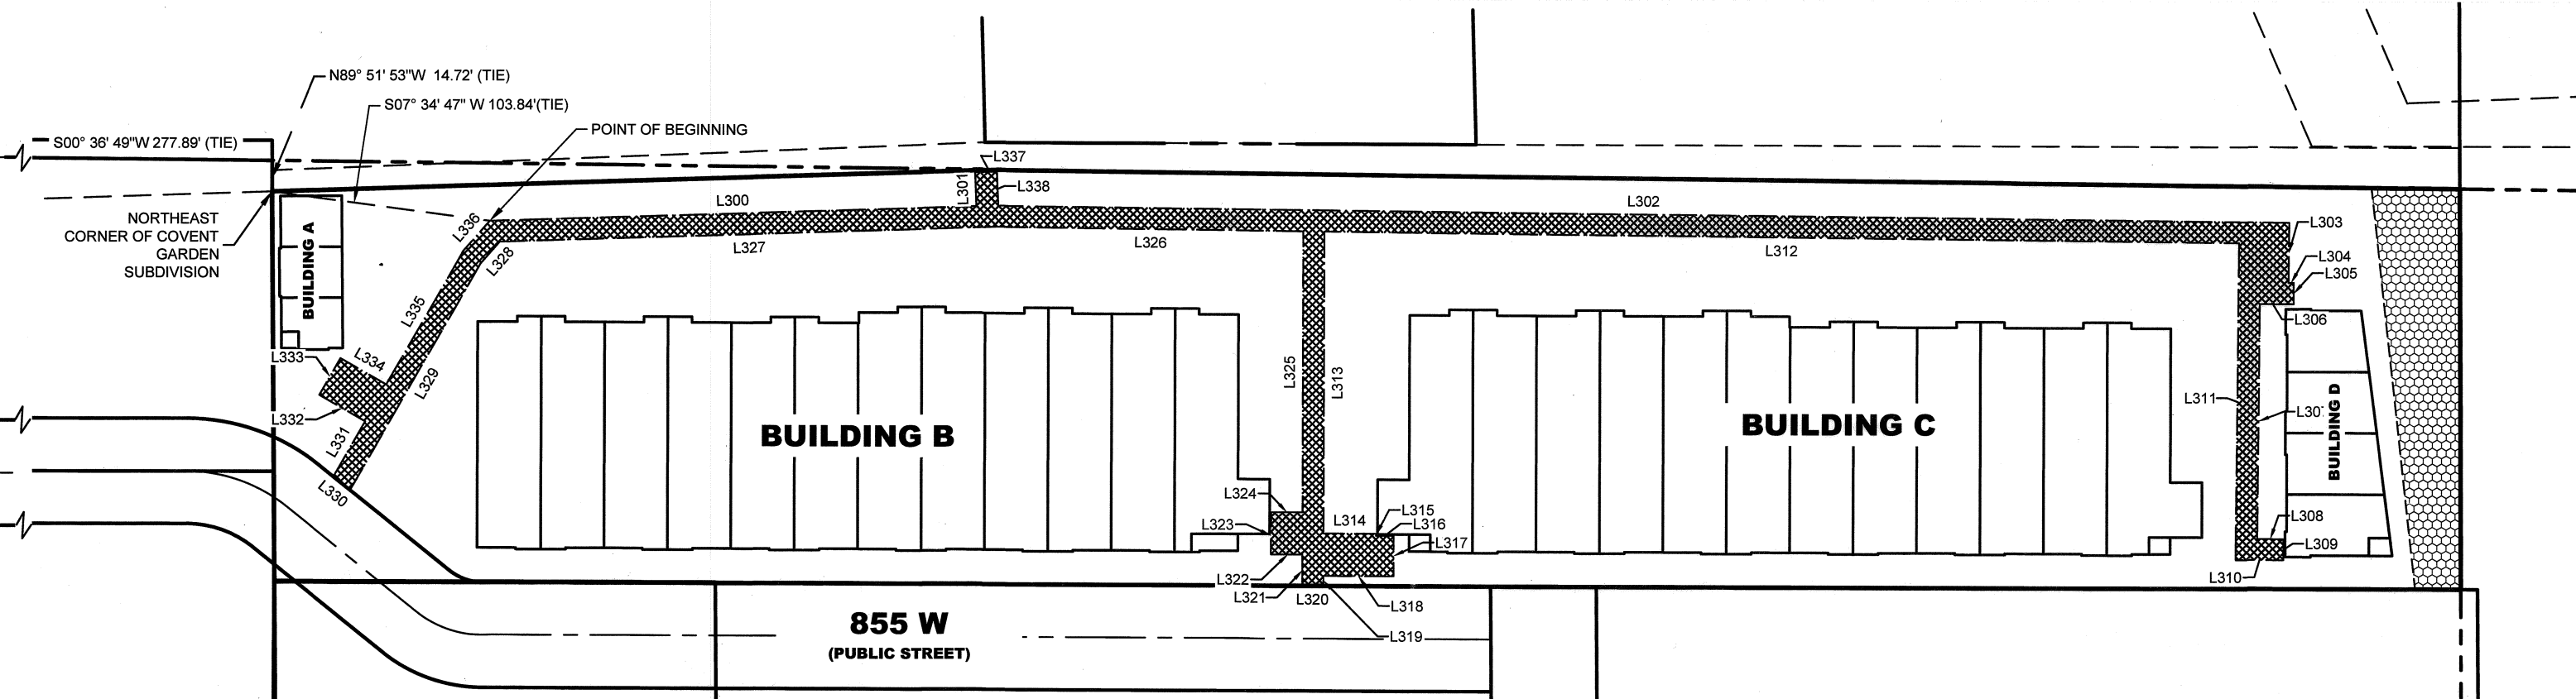 N89° 51' 53"W 14.72' (TIE)
S07° 34' 47" W 103.84'(TIE)
POINT OF BEGINNING
S00° 36' 49"W 277.89' (TIE)
NORTHEAST
CORNER OF COVENT
GARDEN
SUBDIVISION
BUILDING A
L336
L328
L300
L327
L301
L337
L338
L326
L302
L312
L303
L304
L305
L306
L335
L329
L333
L334
L332
L331
L330
BUILDING B
L325
L313
BUILDING C
L311
BUILDING D
L324
L323
L314
L315
L316
L317
L308
L309
L310
L322
L321
L320
L318
L319
855 W
(PUBLIC STREET)